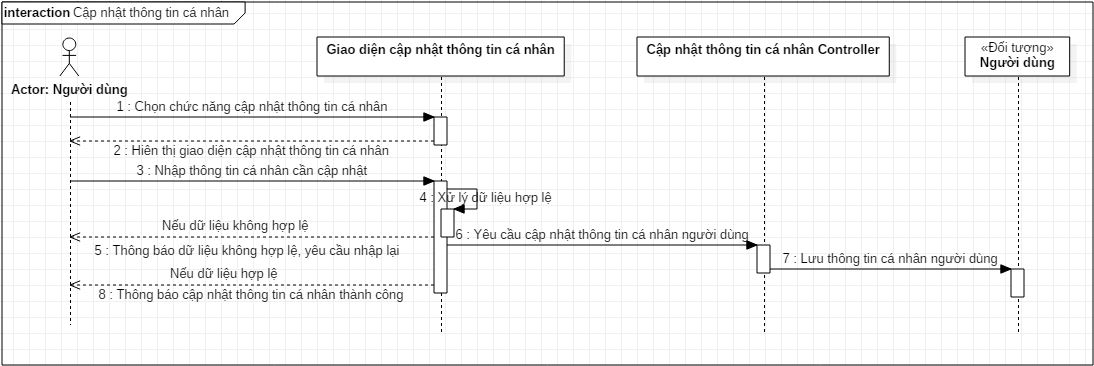 interaction Cập nhật thông tin cá nhân
Giao diện cập nhật thông tin cá nhân
Cập nhật thông tin cá nhân Controller
«Đối tượng»
Người dùng
Actor: Người dùng
1 : Chọn chức năng cập nhật thông tin cá nhân
2 : Hiên thị giao diện cập nhật thông tin cá nhân
3 : Nhập thông tin cá nhân cần cập nhật
4 : Xử lý dữ liệu hợp lệ
Nếu dữ liệu không hợp lệ
6 : Yêu cầu cập nhật thông tin cá nhân người dùng
5 : Thông báo dữ liệu không hợp lệ, yêu cầu nhập lại
7 : Lưu thông tin cá nhân người dùng
Nếu dữ liệu hợp lệ
8 : Thông báo cập nhật thông tin cá nhân thành công